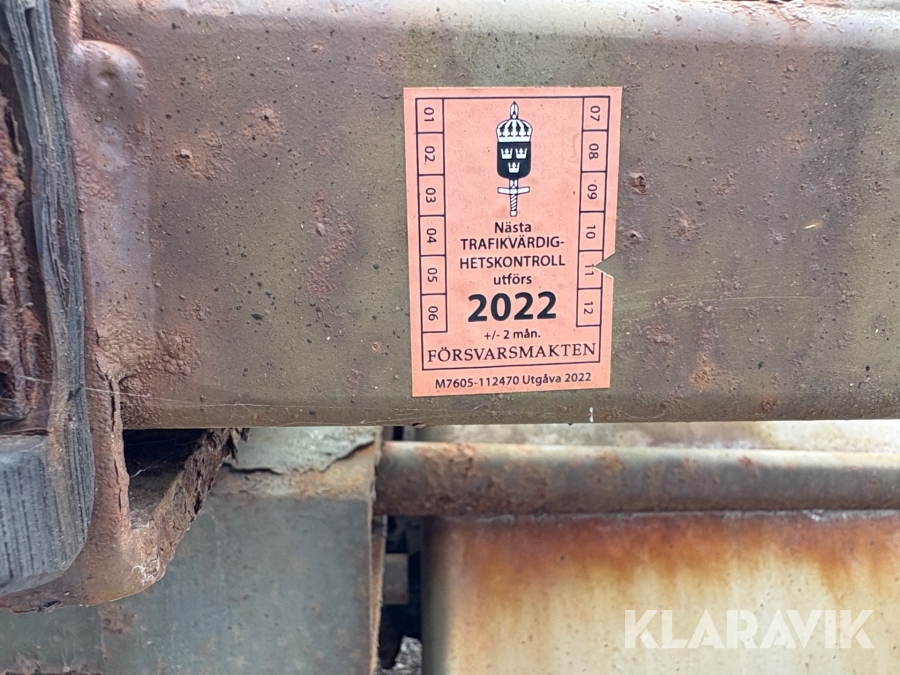 01
02
03
04
05
06
07
08
09
10
11
12
Nästa
TRAFIKVÄRDIG-
HETSKONTROLL
utförs
2022
+/- 2 mån.
FÖRSVARSMAKTEN
M7605-112470 Utgåva 2022
KLARAVIK